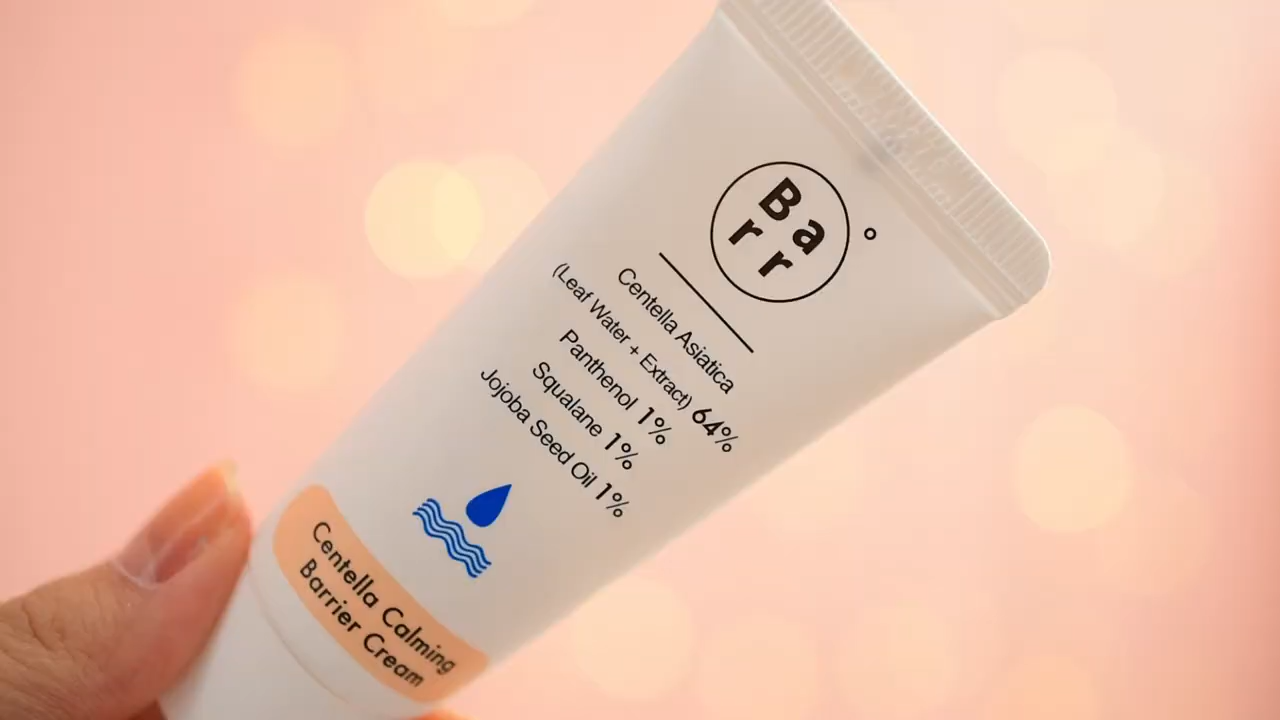 Ba
rr
Centella Asiatica
(Leaf Water + Extract) 64%
Panthenol 1%
Squalane 1%
Jojoba Seed Oil 1%
Centella Calming
Barrier Cream